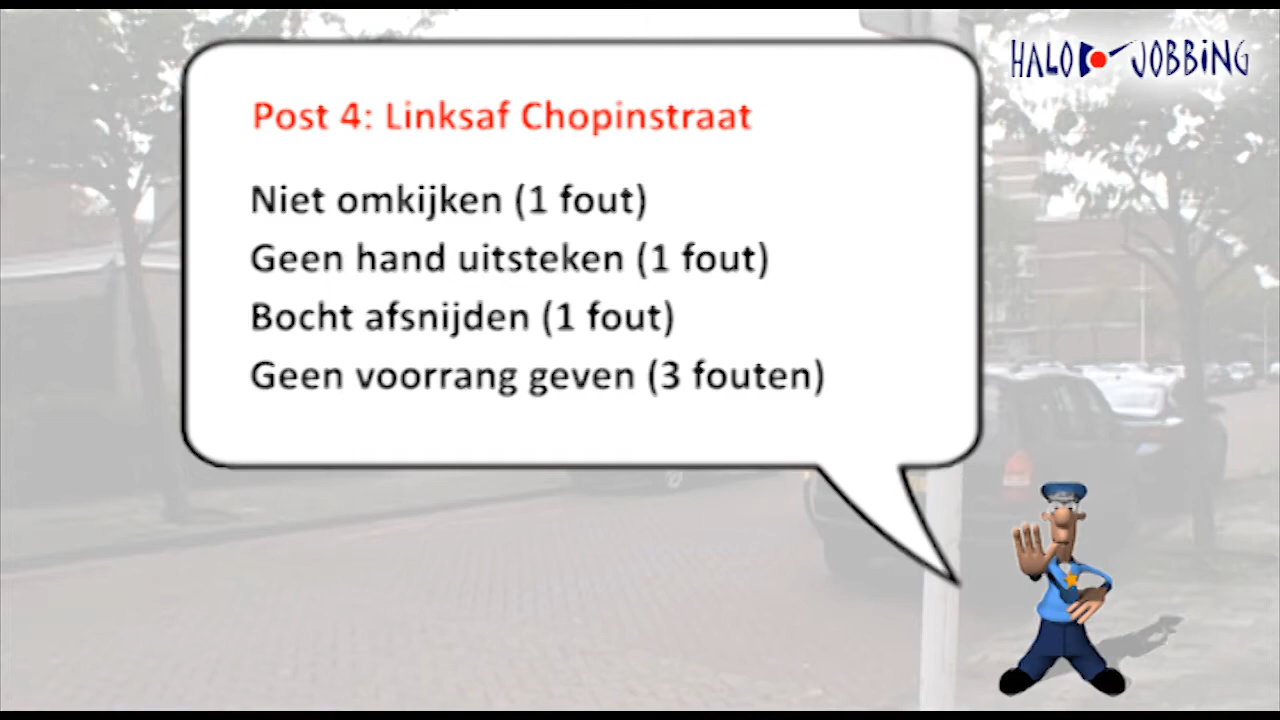 HALO JOBBING
Post 4: Linksaf Chopinstraat
Niet omkijken (1 fout)
Geen hand uitsteken (1 fout)
Bocht afsnijden (1 fout)
Geen voorrang geven (3 fouten)